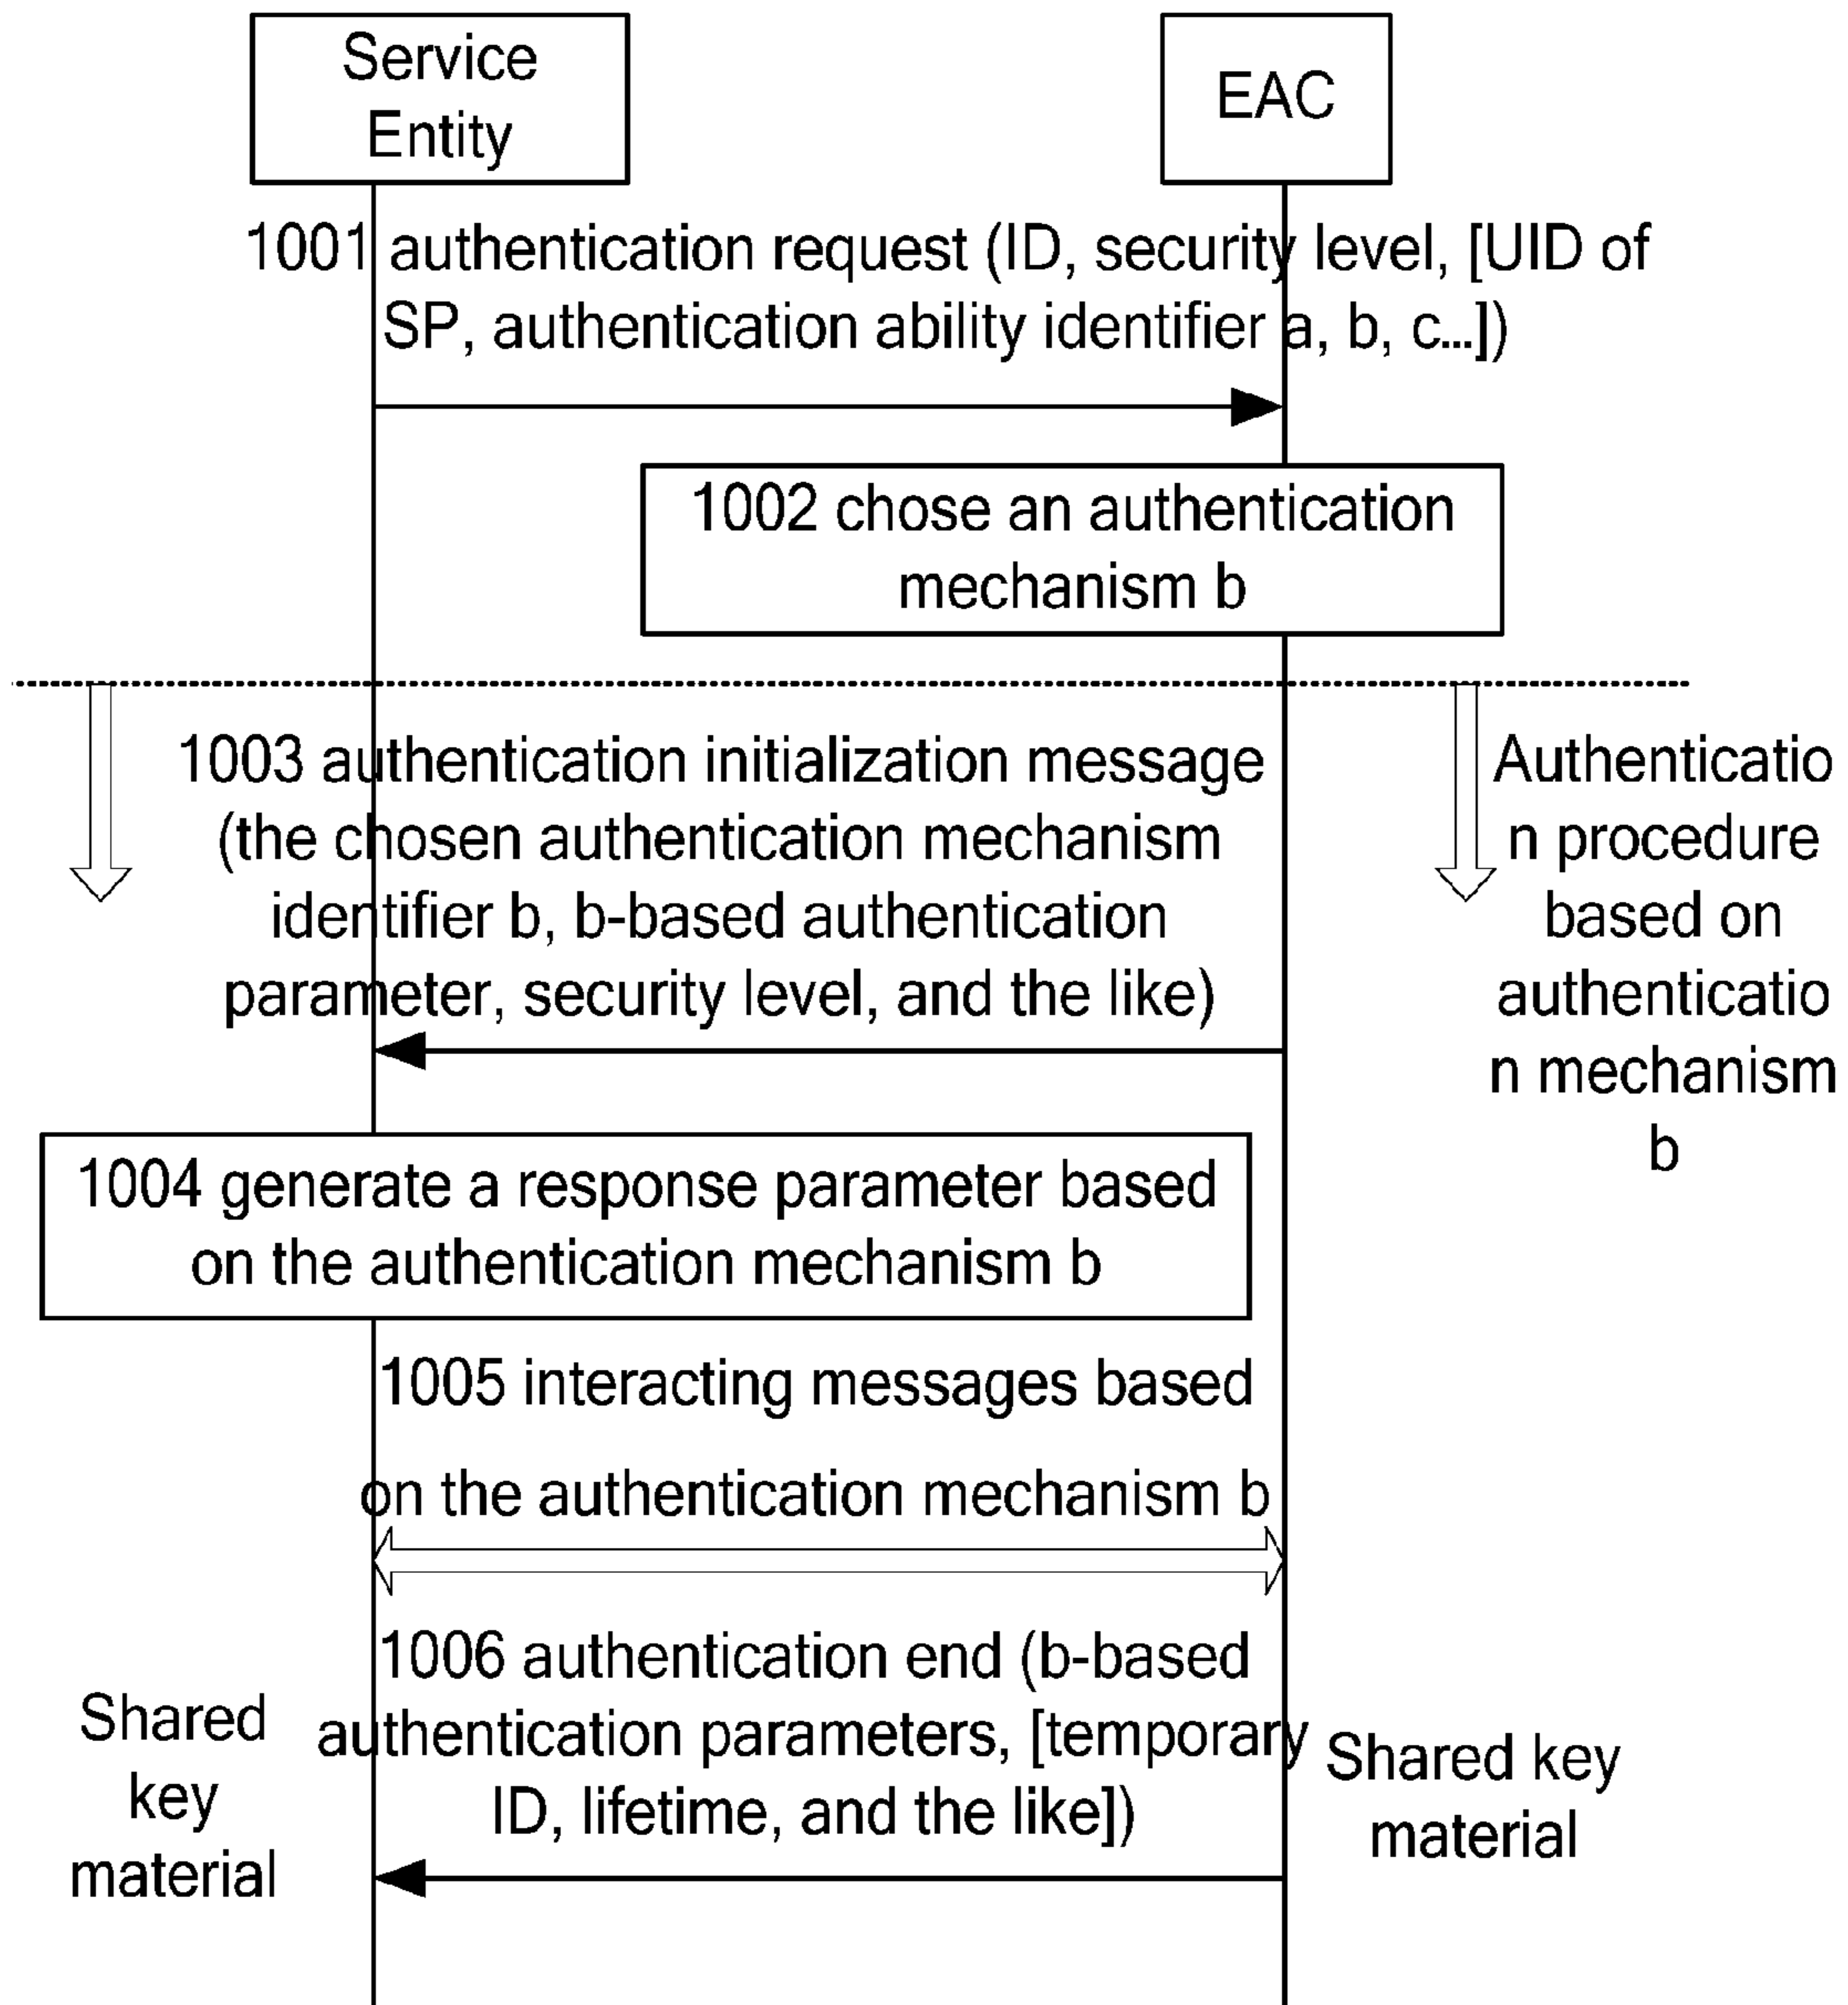 Service
Entity
EAC
1001 authentication request (ID, security level, [UID of
SP, authentication ability identifier a, b, c...])
1002 chose an authentication
mechanism b
1003 authentication initialization message
(the chosen authentication mechanism
identifier b, b-based authentication
parameter, security level, and the like)
Authenticatio
n procedure
based on
authenticatio
n mechanism
b
1004 generate a response parameter based
on the authentication mechanism b
1005 interacting messages based
on the authentication mechanism b
1006 authentication end (b-based
authentication parameters, [temporary
ID, lifetime, and the like])
Shared
key
material
Shared key
material